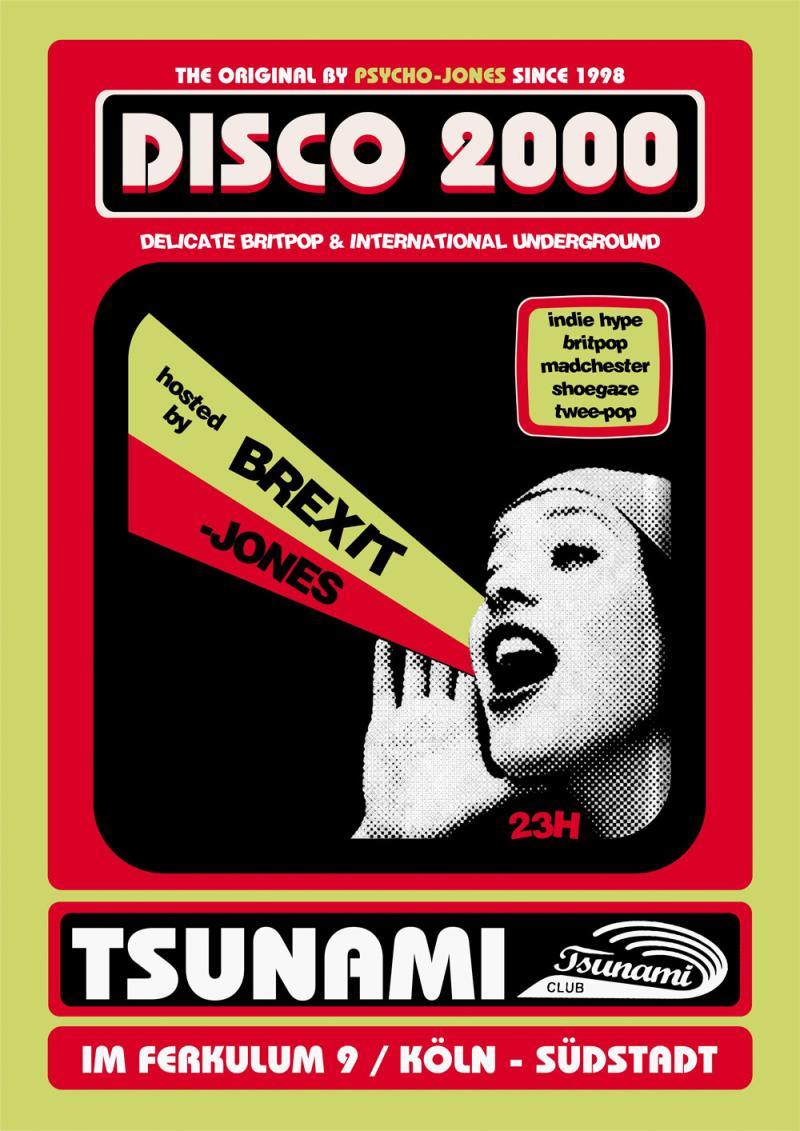 THE ORIGINAL BY PSYCHO-JONES SINCE 1998
DISCO 2000
DELICATE BRITPOP & INTERNATIONAL UNDERGROUND
indie hype
britpop
madchester
shoegaze
twee-pop
hosted
by
BREXIT
-JONES
23H
TSUNAMI
Tsunami
CLUB
IM FERKULUM 9 / KÖLN - SÜDSTADT